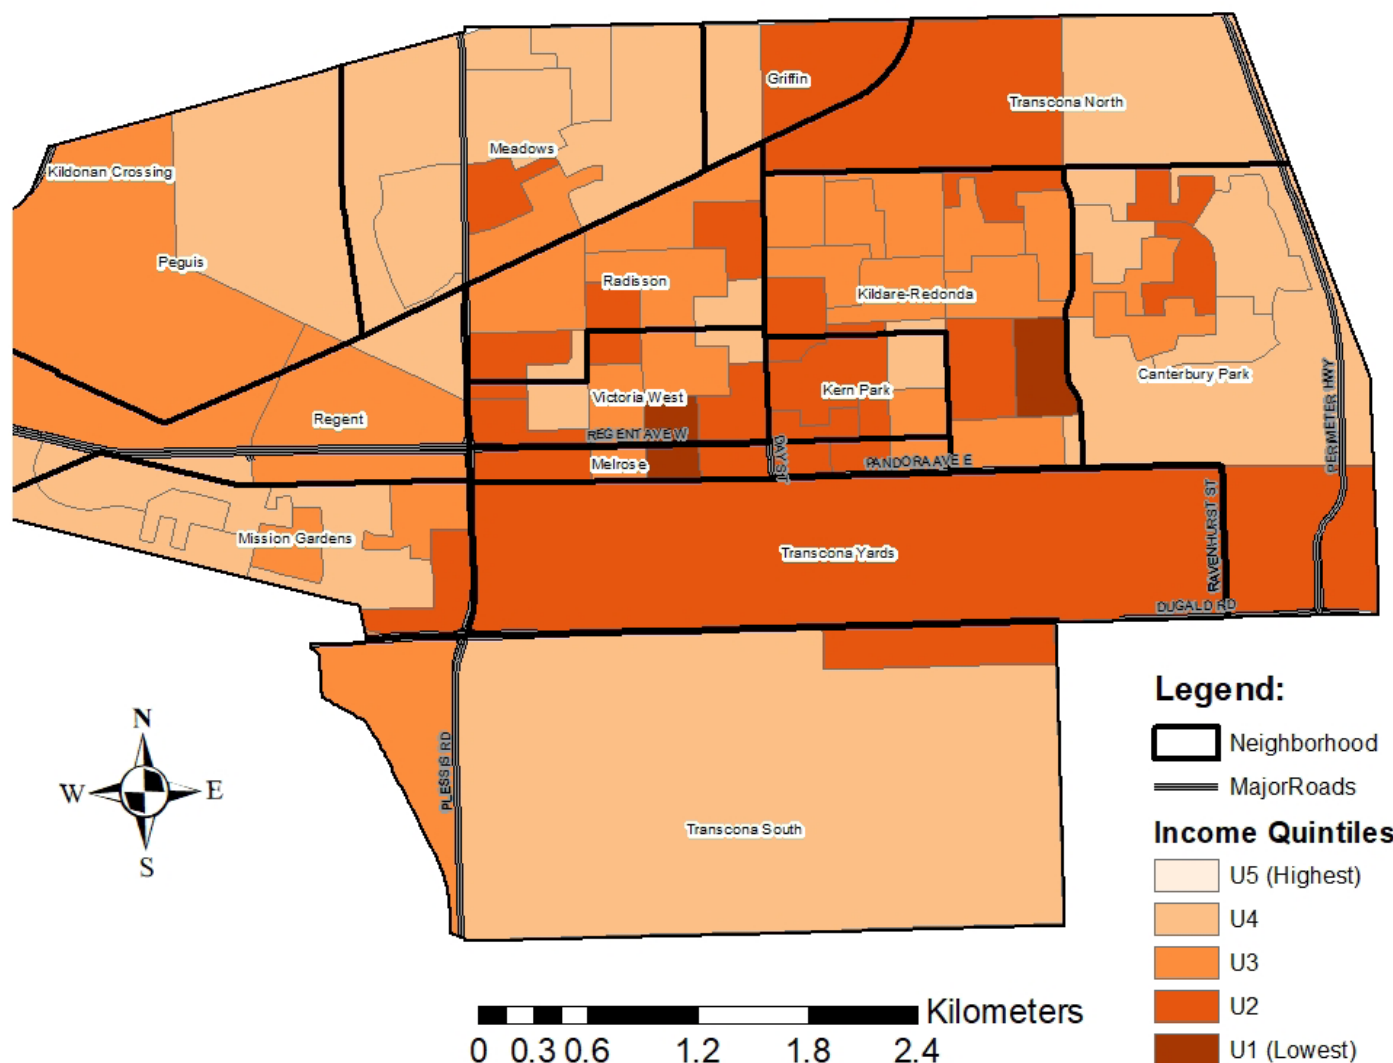 Griffin
Transcona North
Meadows
Kildonan Crossing
Peguis
Radisson
Kildare-Redonda
Canterbury Park
PERIMETER HWY
Kern Park
Victoria West
Regent
REGENT AVE W
DAY ST
PANDORA AVE E
Melrose
RAVENHURST ST
Mission Gardens
Transcona Yards
DUGALD RD
PLESSIS RD
Transcona South
N
W
E
S
Legend:
Neighborhood
MajorRoads
Income Quintiles
U5 (Highest)
U4
U3
U2
U1 (Lowest)
Kilometers
0 0.3 0.6 1.2 1.8 2.4